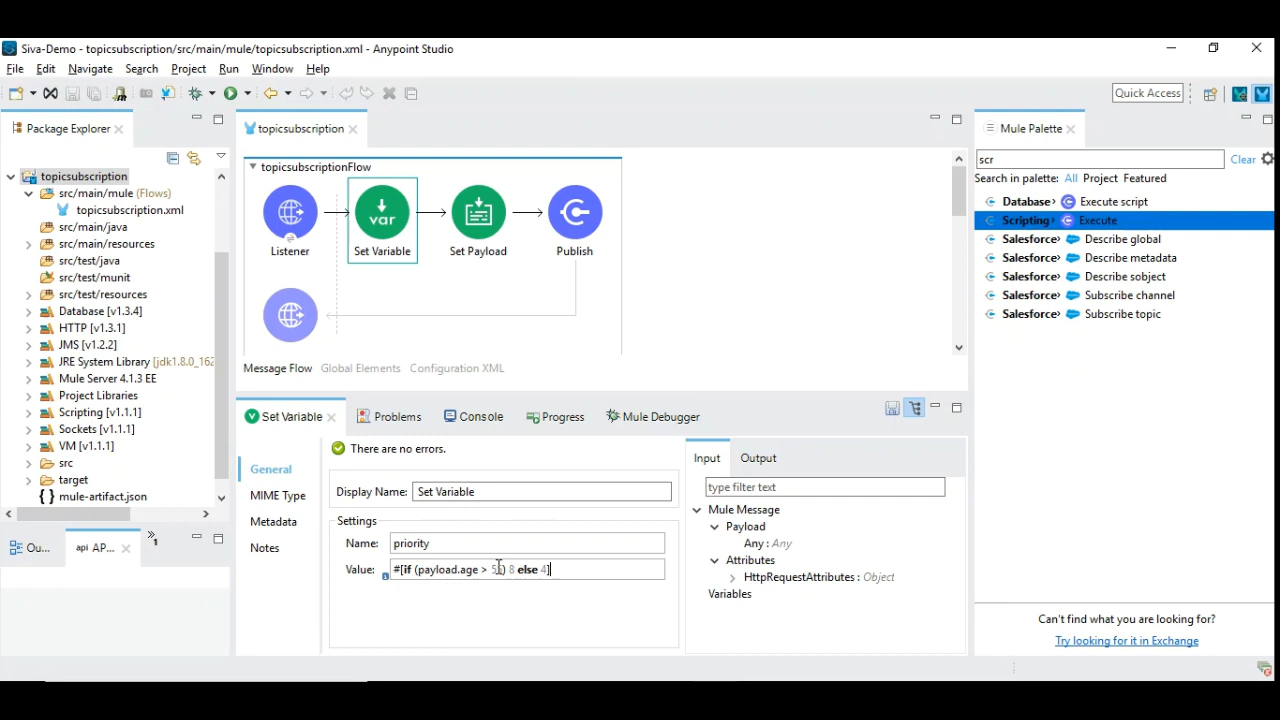 Siva-Demo - topicsubscription/src/main/mule/topicsubscription.xml - Anypoint Studio
File Edit Navigate Search Project Run Window Help
Quick Access
Package Explorer
topicsubscription
Mule Palette
topicsubscription
src/main/mule (Flows)
topicsubscription.xml
src/main/java
src/main/resources
src/test/java
src/test/munit
src/test/resources
Database [v1.3.4]
HTTP [v1.3.1]
JMS [v1.2.2]
JRE System Library [jdk1.8.0_162
Mule Server 4.1.3 EE
Project Libraries
Scripting [v1.1.1]
Sockets [v1.1.1]
VM [v1.1.1]
src
target
mule-artifact.json
Ou...
api AP...
topicsubscriptionFlow
var
Listener
Set Variable
Set Payload
Publish
Message Flow Global Elements Configuration XML
scr
Clear
Search in palette: All Project Featured
Database> Execute script
Scripting> Execute
Salesforce> Describe global
Salesforce> Describe metadata
Salesforce> Describe sobject
Salesforce> Subscribe channel
Salesforce> Subscribe topic
Can't find what you are looking for?
Try looking for it in Exchange
Set Variable
Problems
Console
Progress
Mule Debugger
General
MIME Type
Metadata
Notes
There are no errors.
Display Name: Set Variable
Settings
Name: priority
Value: #[if (payload.age > 8 else 4]
Input
Output
type filter text
Mule Message
Payload
Any : Any
Attributes
HttpRequestAttributes : Object
Variables